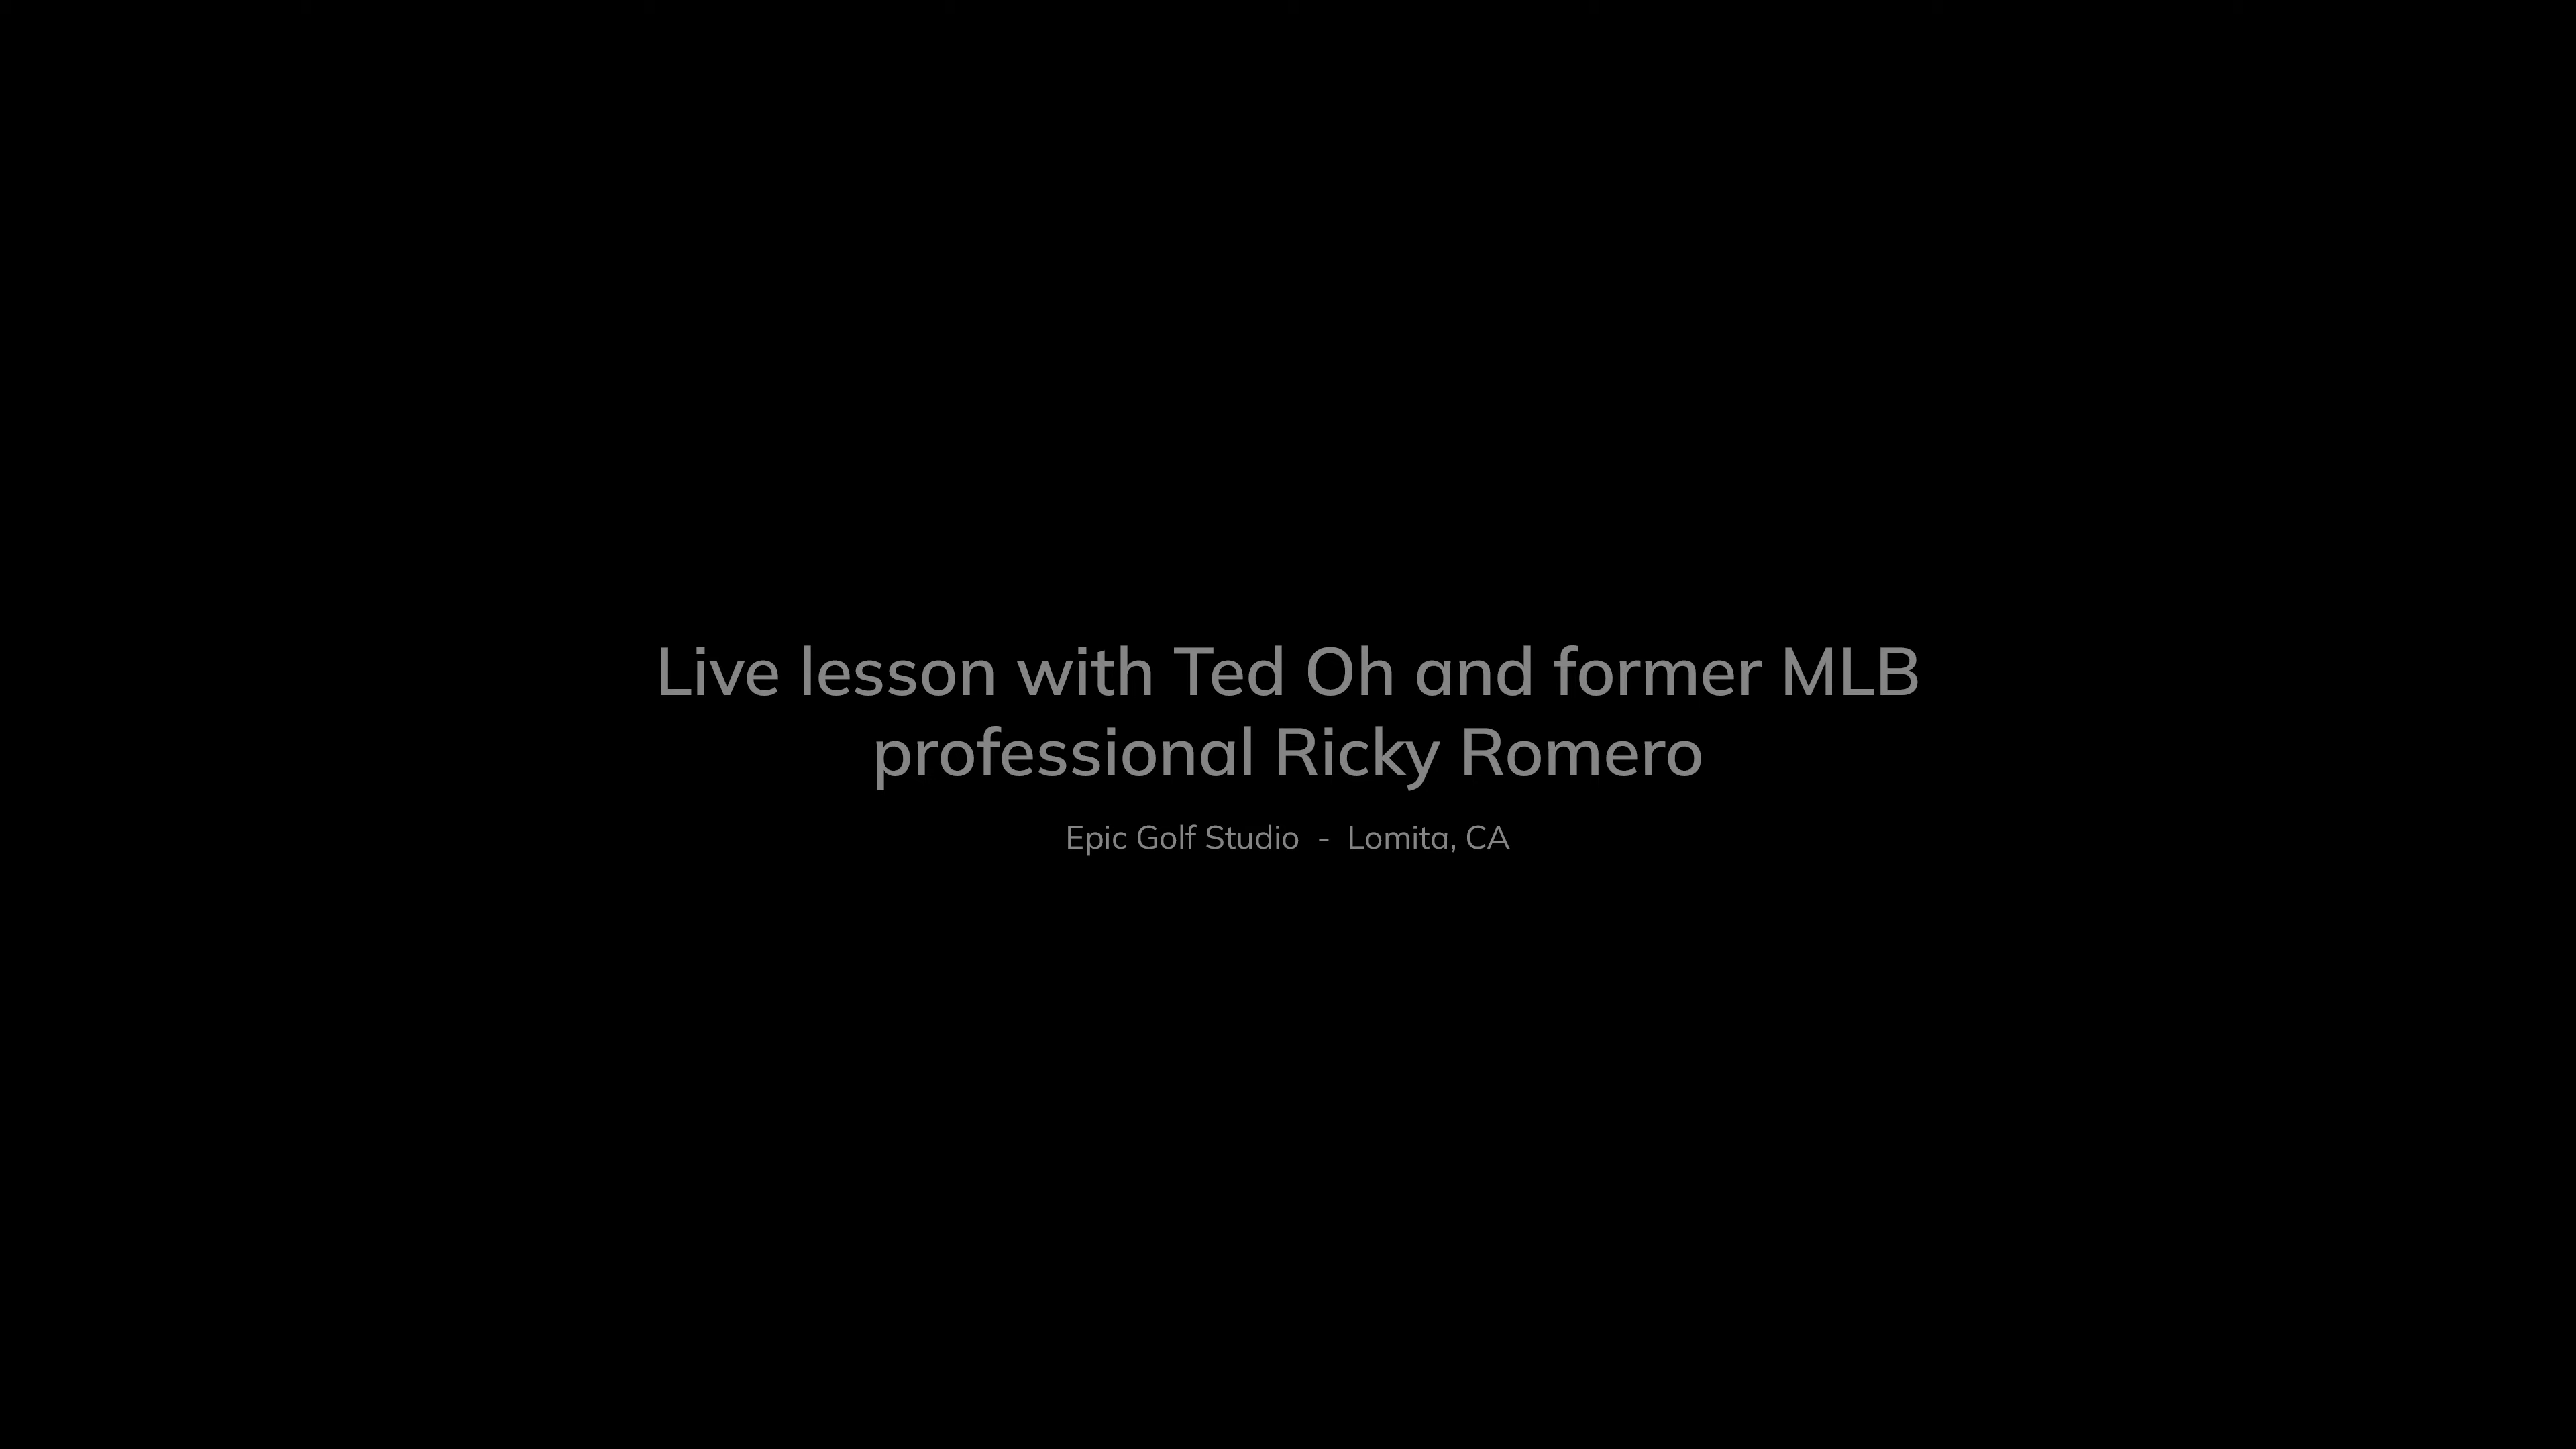 Live lesson with Ted Oh and former MLB
professional Ricky Romero
Epic Golf Studio - Lomita, CA